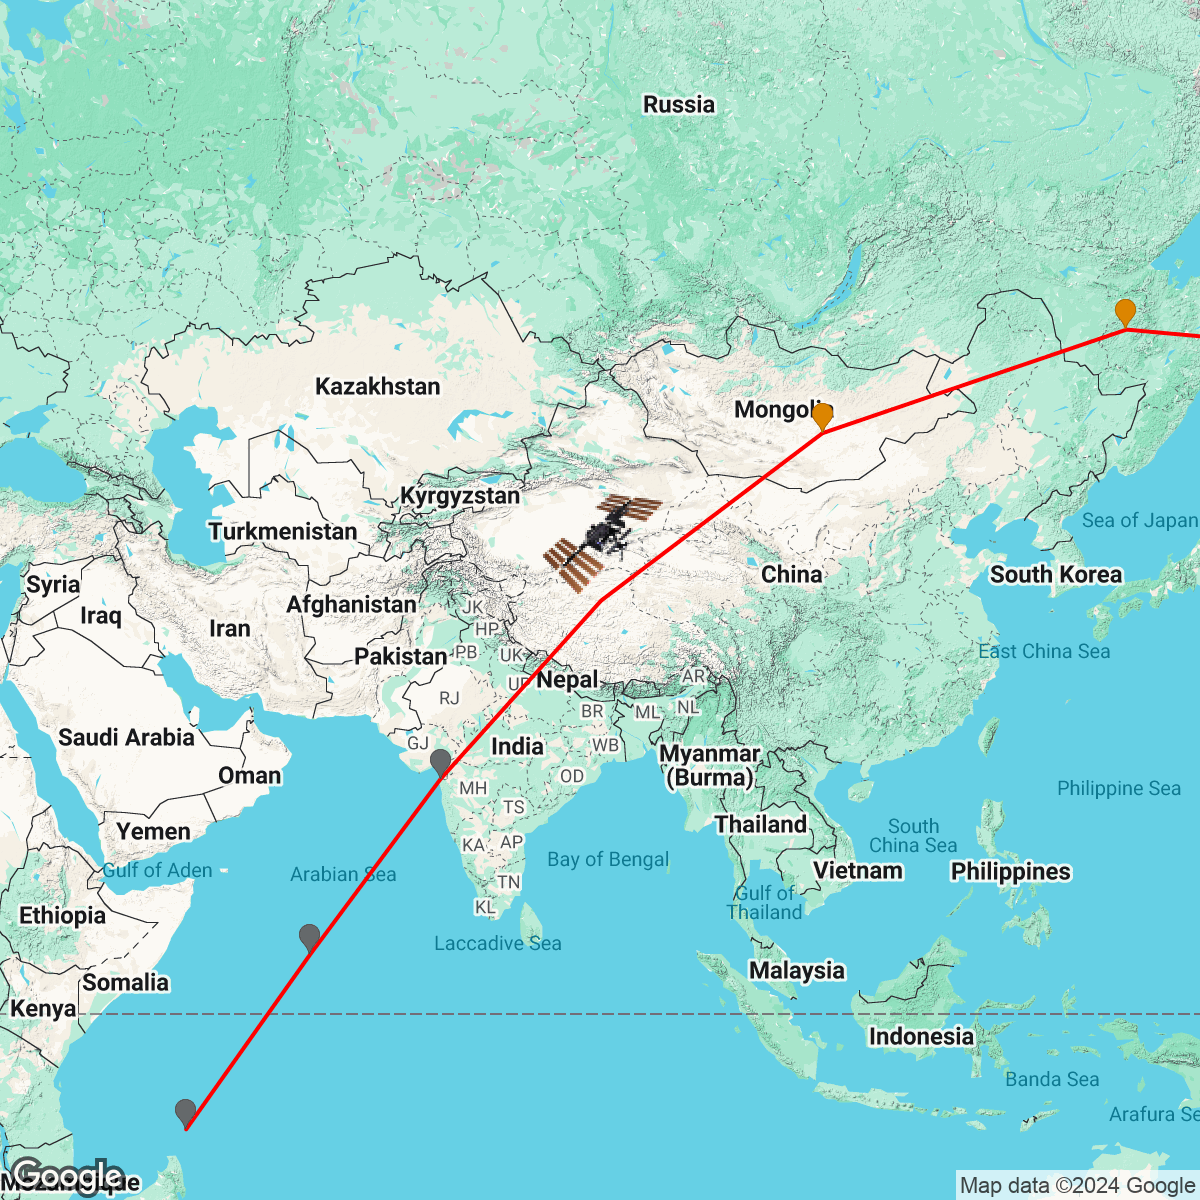 Russia
Kazakhstan
Mongolia
Kyrgyzstan
Turkmenistan
Sea of Japan
Syria
China
South Korea
Afghanistan
JK
Iraq
Iran
HP
Pakistan
PB
UK
East China Sea
Nepal
UP
AR
RJ
BR
ML
NL
Saudi Arabia
GJ
India
WB
Myanmar
(Burma)
Oman
OD
MH
Philippine Sea
TS
Yemen
Thailand
South
China Sea
KA
AP
Bay of Bengal
Gulf of Aden
Arabian Sea
Vietnam
Philippines
TN
Gulf of
Thailand
KL
Ethiopia
Laccadive Sea
Somalia
Malaysia
Kenya
Indonesia
Banda Sea
Arafura Se
Mozambique
Google
Map data ©2024 Google